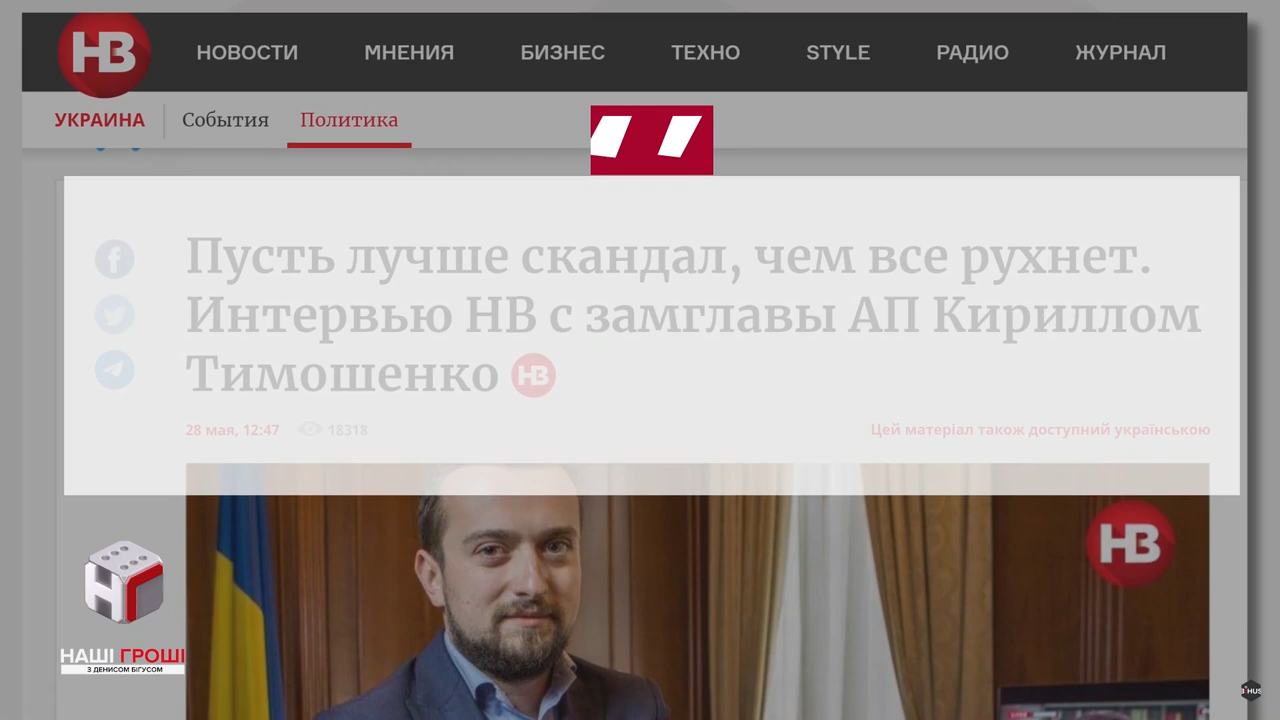 НВ
НОВОСТИ МНЕНИЯ БИЗНЕС ТЕХНО STYLE РАДИО ЖУРНАЛ
УКРАИНА События Политика
Пусть лучше скандал, чем все рухнет.
Интервью НВ с замглавы АП Кириллом
Тимошенко НВ
28 мая, 12:47 18318 Цей матеріал також доступний українською
НВ
НАШІ ГРОШІ
З ДЕНИСОМ БІГУСОМ